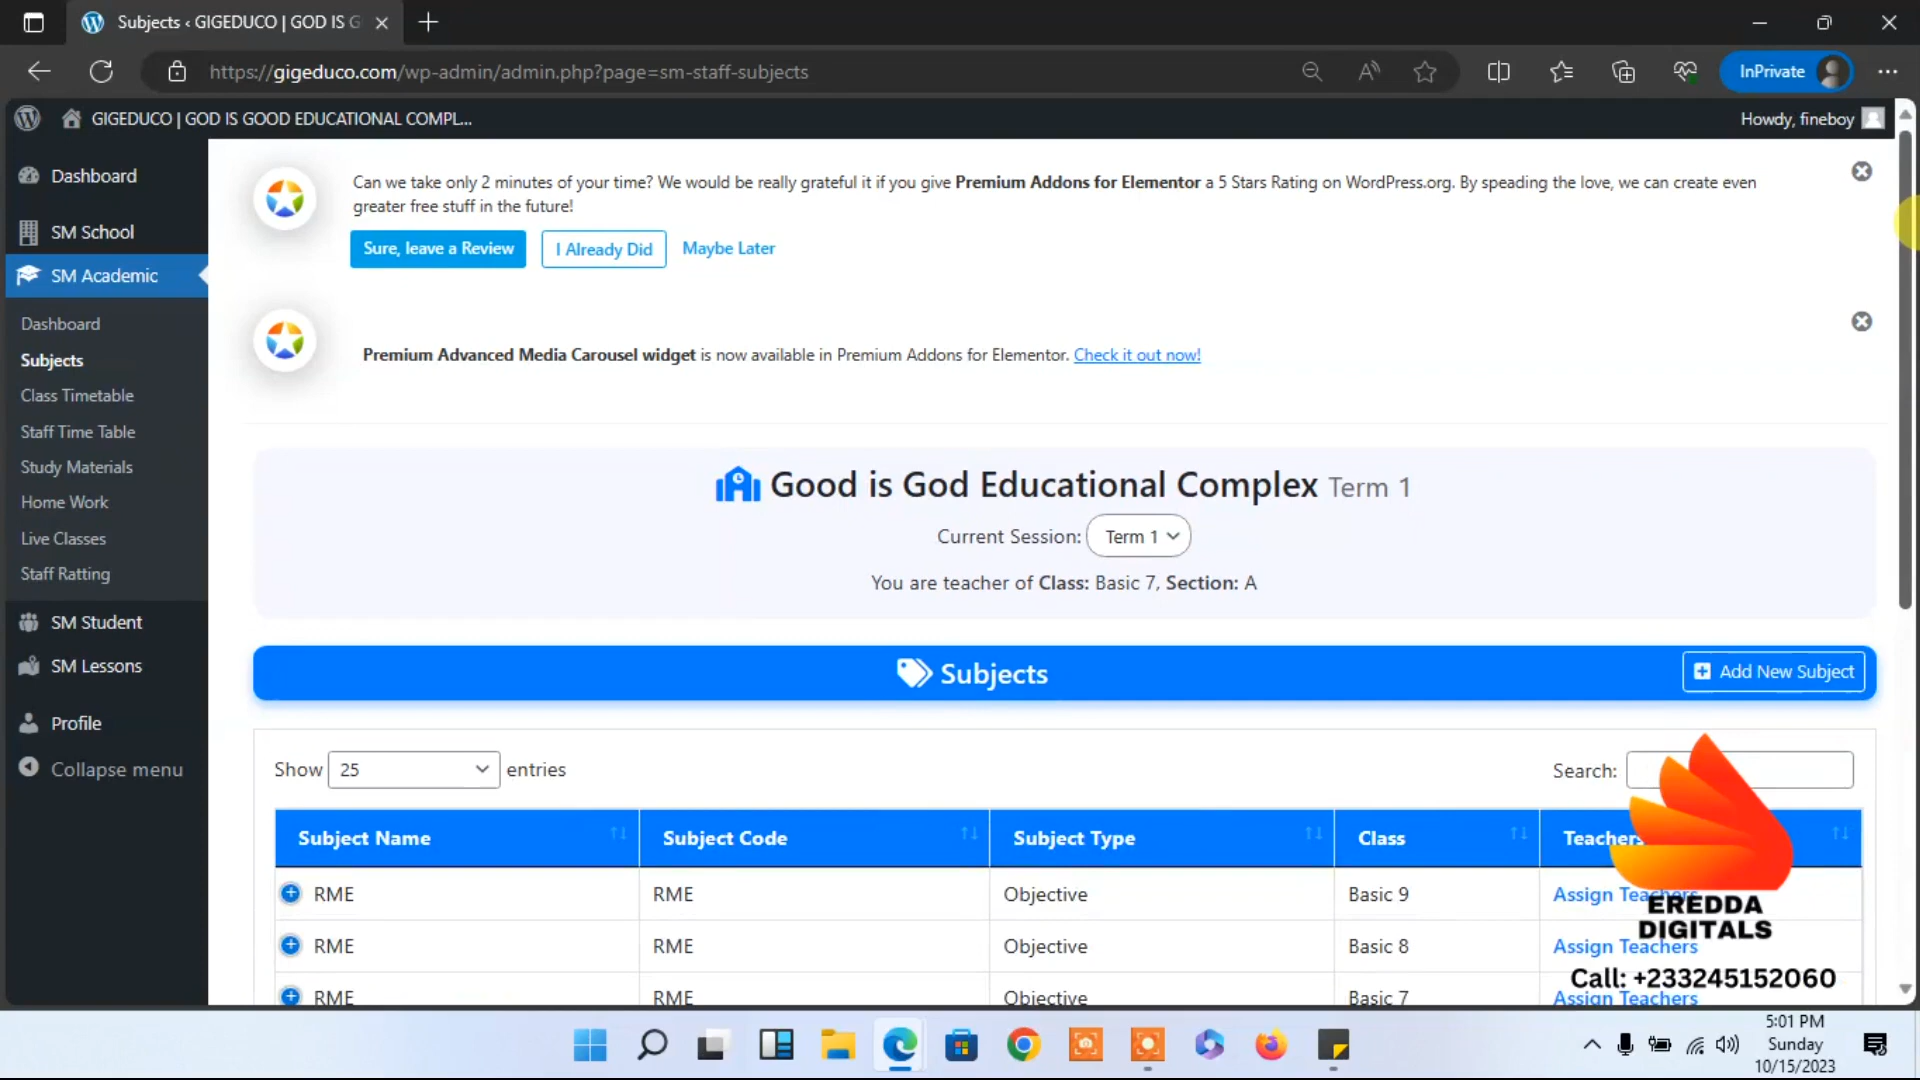 Subjects ‹ GIGEDUCO | GOD IS G
https://gigeduco.com/wp-admin/admin.php?page=sm-staff-subjects
InPrivate
GIGEDUCO | GOD IS GOOD EDUCATIONAL COMPL...
Howdy, fineboy
Dashboard
SM School
SM Academic
Dashboard
Subjects
Class Timetable
Staff Time Table
Study Materials
Home Work
Live Classes
Staff Ratting
SM Student
SM Lessons
Profile
Collapse menu
Can we take only 2 minutes of your time? We would be really grateful it if you give Premium Addons for Elementor a 5 Stars Rating on WordPress.org. By speading the love, we can create even
greater free stuff in the future!
Sure, leave a Review
I Already Did
Maybe Later
Premium Advanced Media Carousel widget is now available in Premium Addons for Elementor. Check it out now!
Good is God Educational Complex Term 1
Current Session: Term 1
You are teacher of Class: Basic 7, Section: A
Subjects
Add New Subject
Show 25 entries
Search:
Subject Name Subject Code Subject Type Class Teachers
RME RME Objective Basic 9 Assign Teachers
RME RME Objective Basic 8 Assign Teachers
RME RME Objective Basic 7 Assign Teachers
EREDDA
DIGITALS
Call: +233245152060
5:01 PM
Sunday
10/15/2023